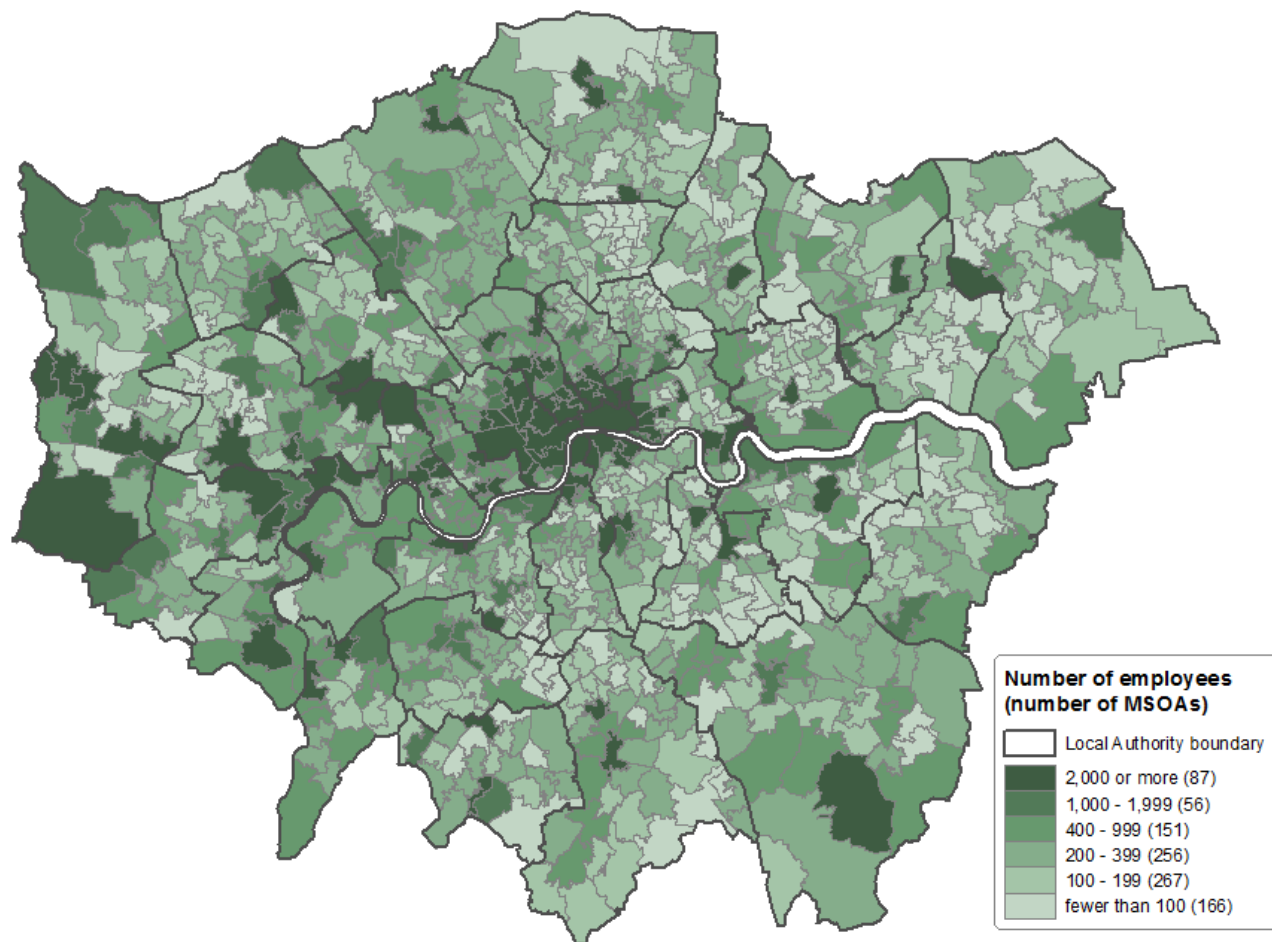 Number of employees
(number of MSOAs)
Local Authority boundary
2,000 or more (87)
1,000 - 1,999 (56)
400 - 999 (151)
200 - 399 (256)
100 - 199 (267)
fewer than 100 (166)